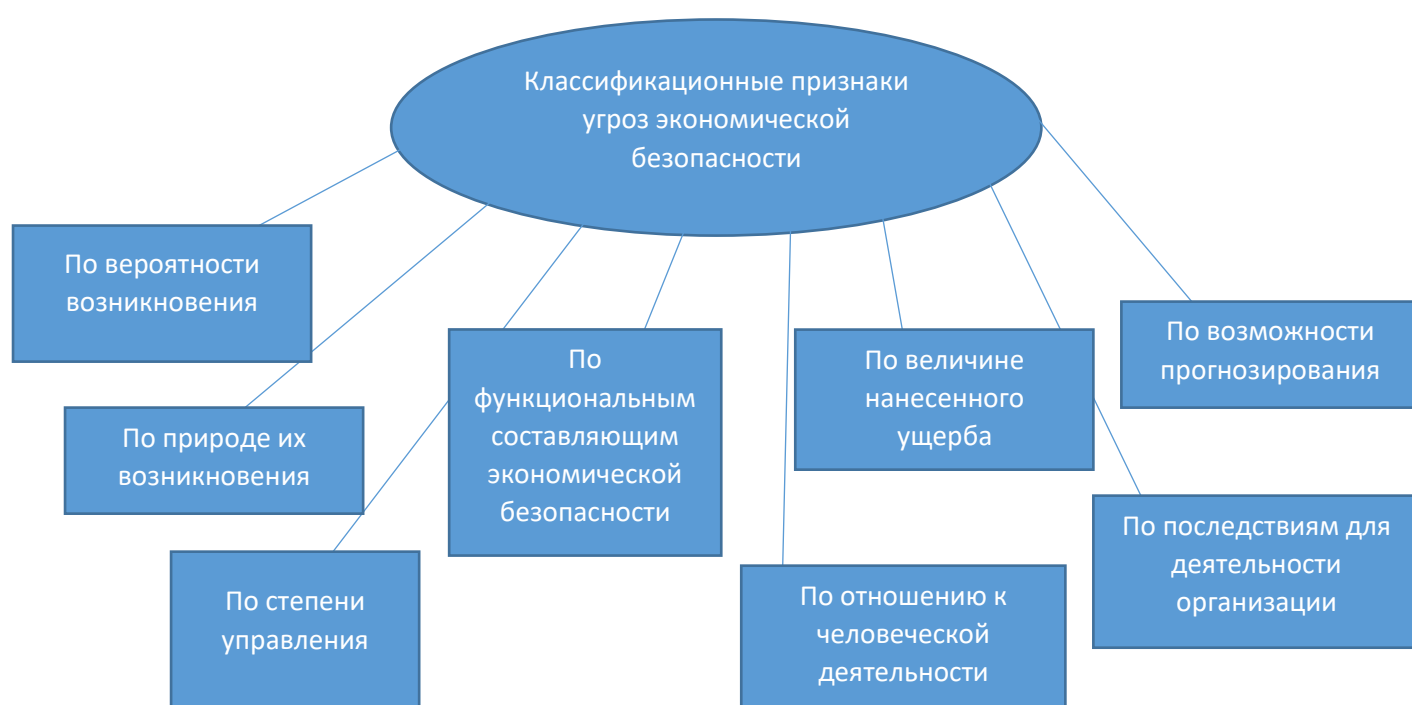 Классификационные признаки
угроз экономической
безопасности
По вероятности
возникновения
По природе их
возникновения
По степени
управления
По
функциональным
составляющим
экономической
безопасности
По отношению к
человеческой
деятельности
По величине
нанесенного
ущерба
По последствиям для
деятельности
организации
По возможности
прогнозирования